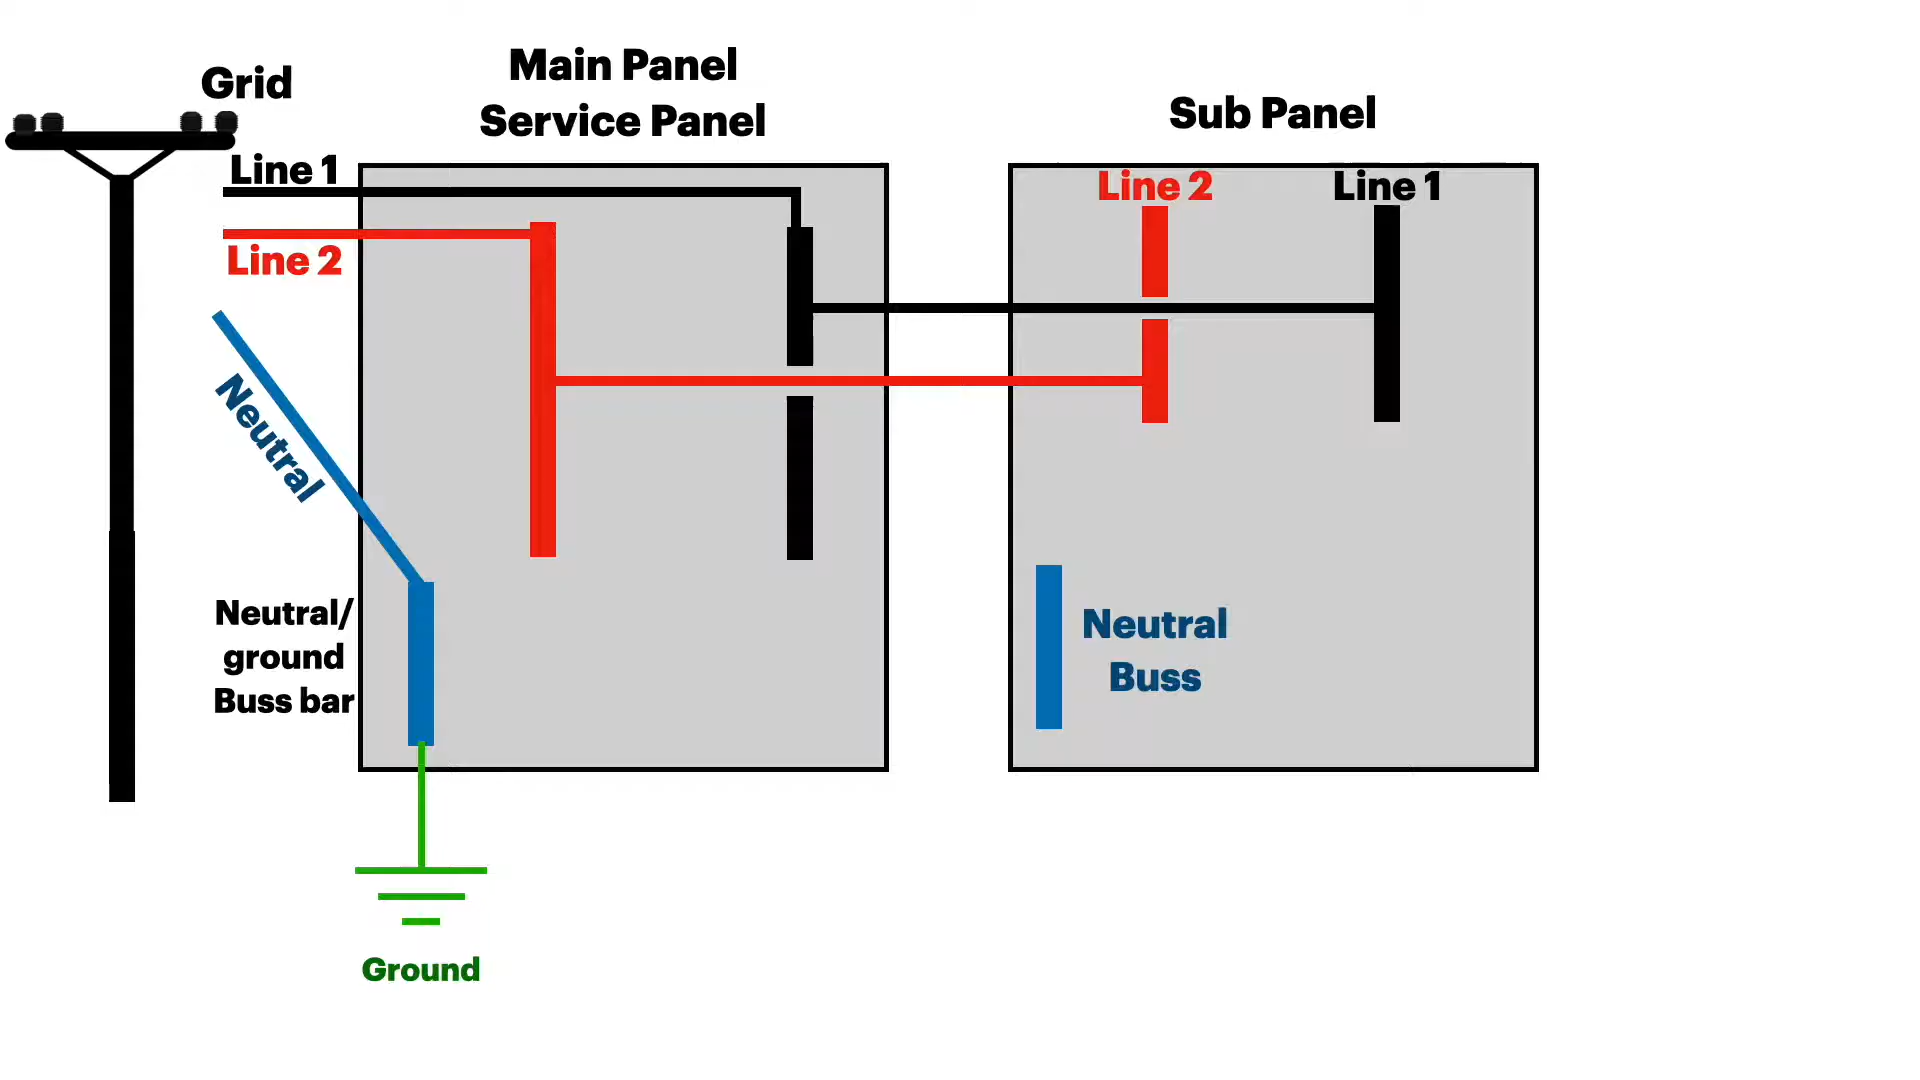 Grid
Main Panel
Service Panel
Sub Panel
Line 1
Line 2
Neutral
Neutral/
ground
Buss bar
Ground
Line 2
Line 1
Neutral
Buss